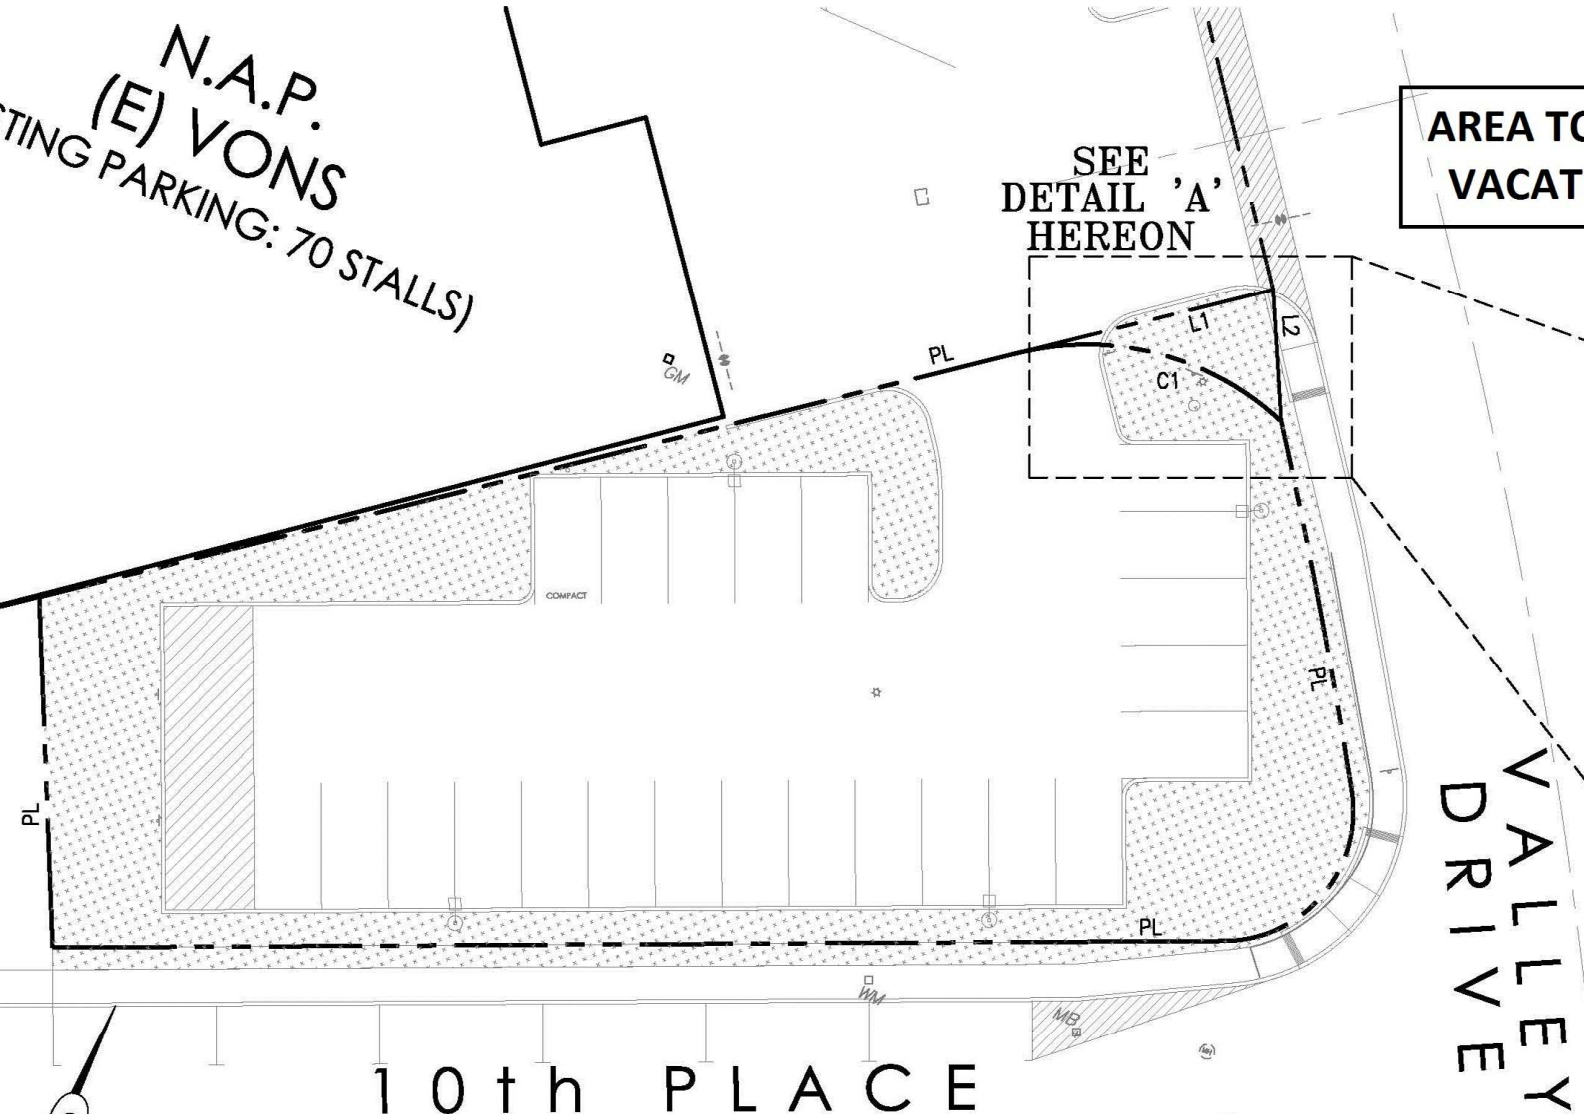 N.A.P.
(E) VONS
STING PARKING: 70 STALLS)
SEE
DETAIL 'A'
HEREON
AREA TO
VACAT
L1
L2
PL
C1
GM
COMPACT
PL
PL
PL
WM
MB
VALLEY
DRIVE
10th PLACE